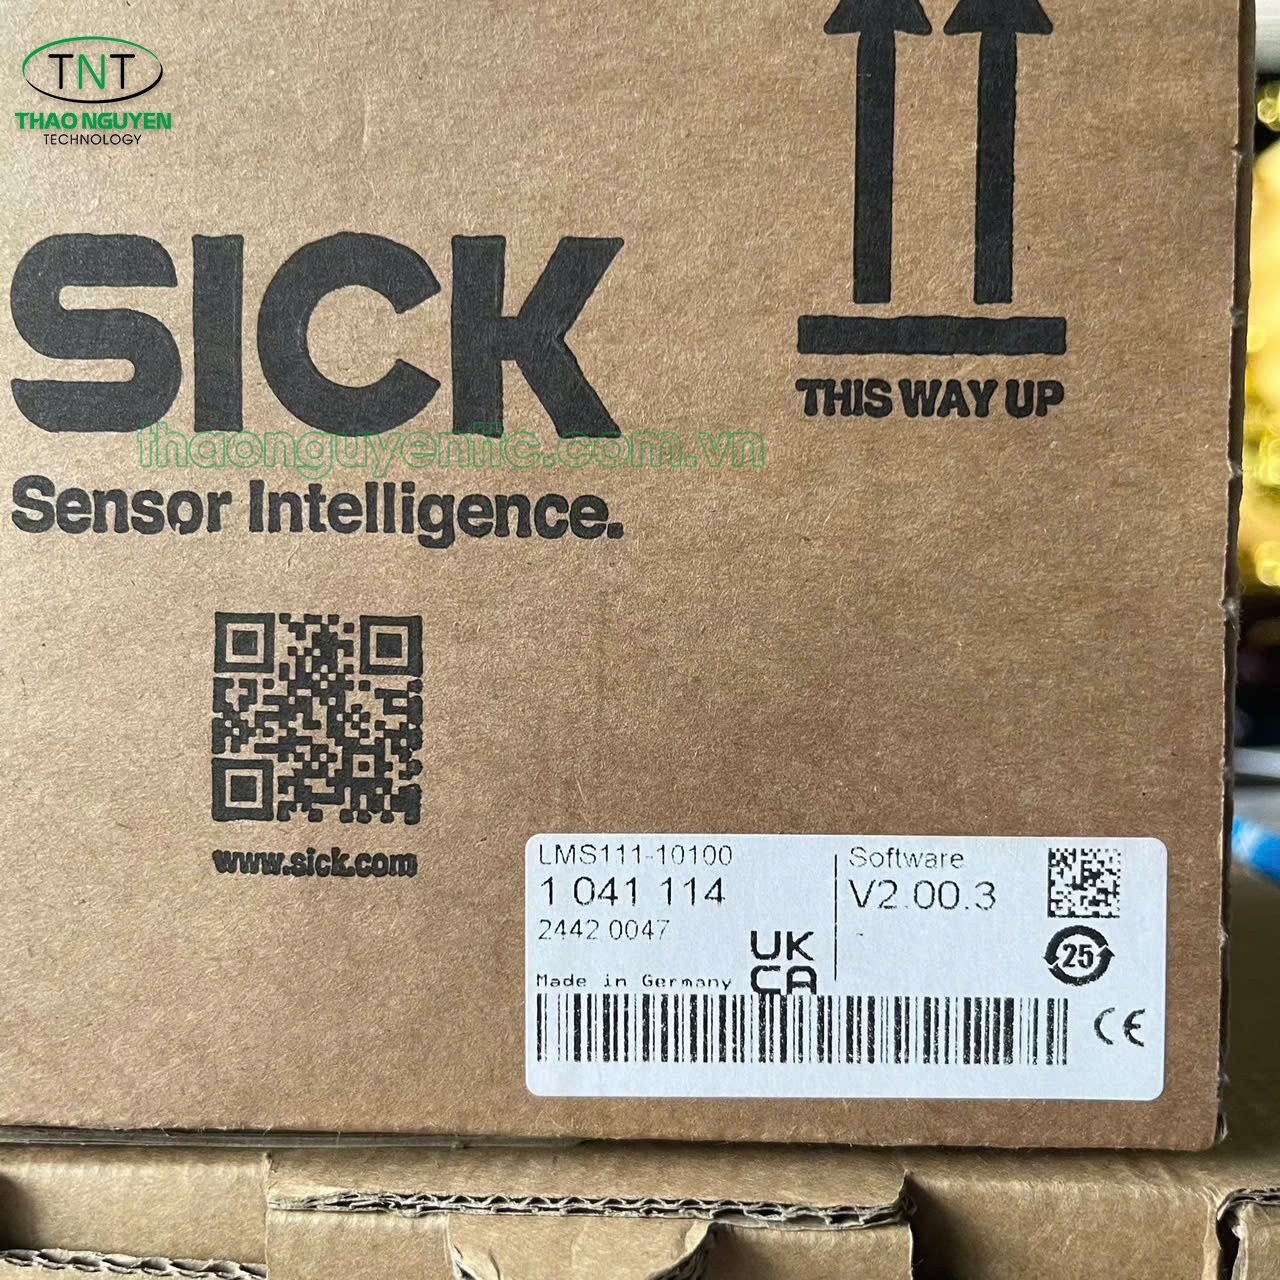 TNT
THAO NGUYEN
TECHNOLOGY
SICK
thaonguyenttc.com.vn
Sensor Intelligence.
THIS WAY UP
www.sick.com
LMS111-10100
1 041 114
2442 0047
Made in Germany
UK
CA
Software
V2.00.3
-
25
CE